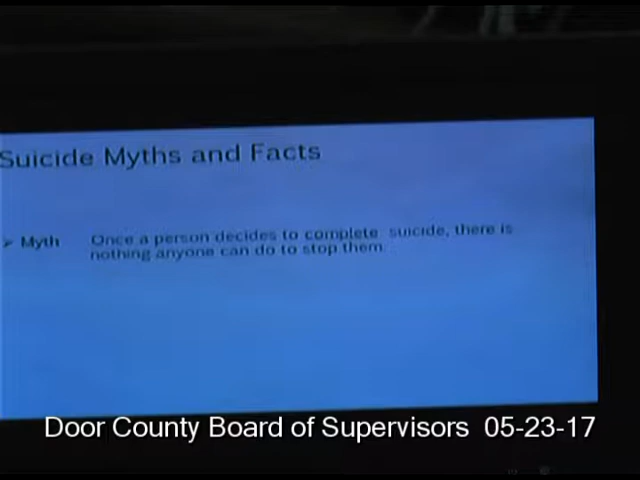 Suicide Myths and Facts
➢ Myth Once a person decides to complete suicide, there is
nothing anyone can do to stop them.
Door County Board of Supervisors 05-23-17